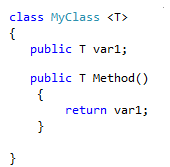 class MyClass <T>
{
public T var1;
public T Method()
{
return var1;
}
}